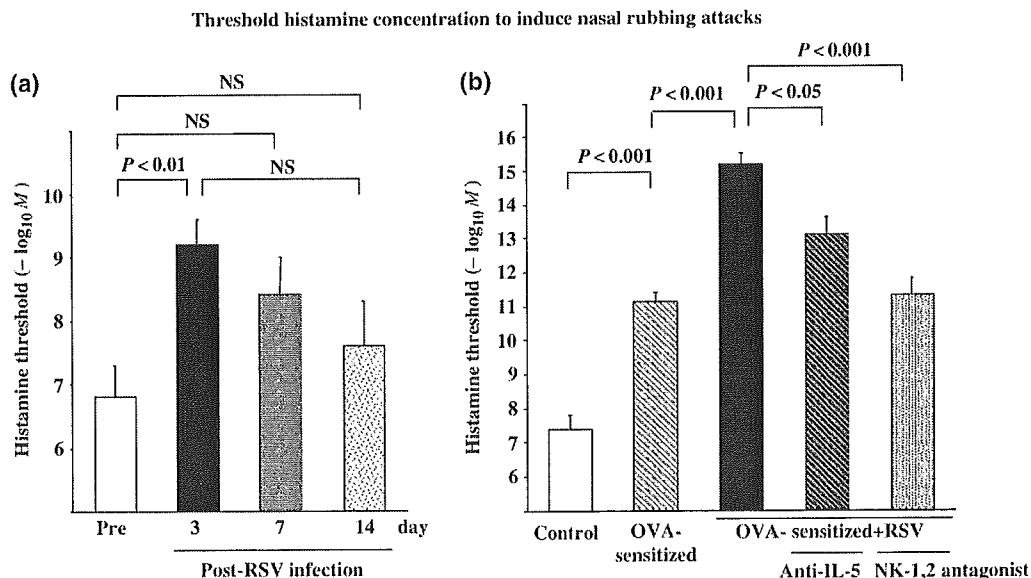 Threshold histamine concentration to induce nasal rubbing attacks
(a)
NS
NS
P < 0.01
NS
10
9
8
7
6
Histamine threshold (− log10 M)
Pre
3
7
14
day
Post-RSV infection
(b)
P < 0.001
P < 0.001
P < 0.05
P < 0.001
16
15
14
13
12
11
10
9
8
7
6
Histamine threshold (− log10 M)
Control
OVA-
sensitized
OVA- sensitized+RSV
Anti-IL-5
NK-1,2 antagonist